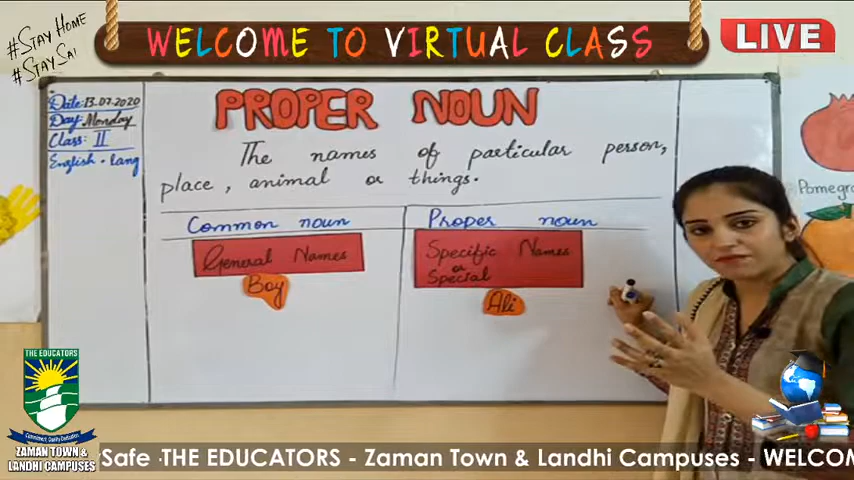 #STAY HOME
#STAYSA
WELCOME TO VIRTUAL CLASS
LIVE
Date: 13.07.2020
Day: Monday
Class: II
English. lang
PROPER NOUN
The names of particular person,
place, animal or things.
Common noun
Proper noun
General Names
Specific Names
or
Special
Boy
Ali
Pomegra
THE EDUCATORS
ZAMAN TOWN &
LANDHI CAMPUSES
Safe · THE EDUCATORS - Zaman Town & Landhi Campuses - WELCOM